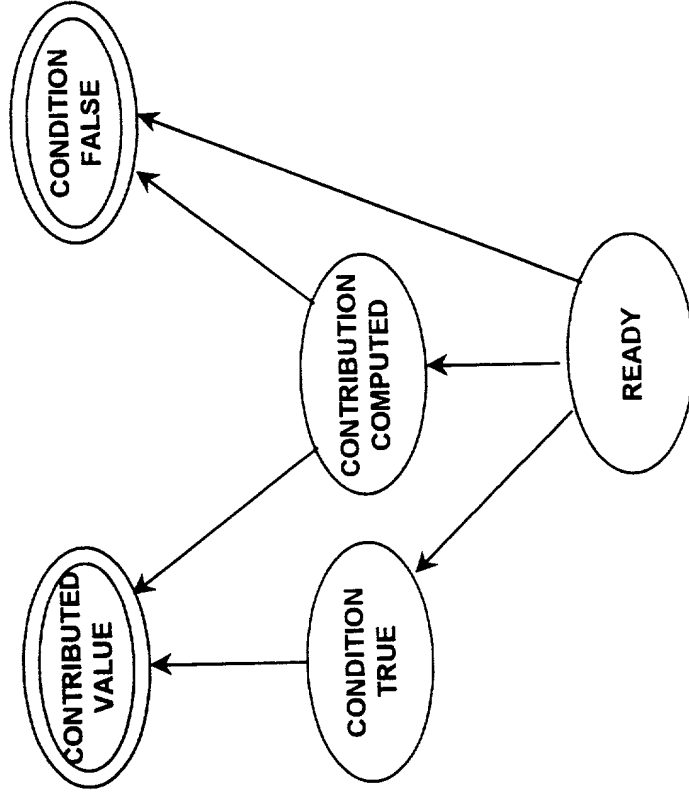 READY
CONDITION
TRUE
CONTRIBUTION
COMPUTED
CONTRIBUTED
VALUE
CONDITION
FALSE